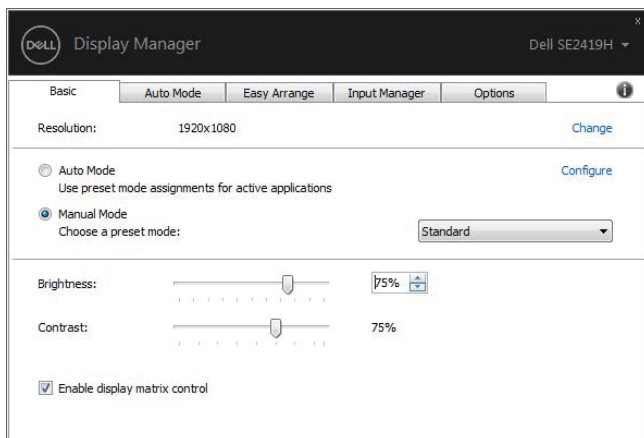 DELL Display Manager
Dell SE2419H
x
Basic Auto Mode Easy Arrange Input Manager Options i
Resolution: 1920x1080 Change
Auto Mode Configure
Use preset mode assignments for active applications
Manual Mode
Choose a preset mode: Standard
Brightness: 75%
Contrast: 75%
Enable display matrix control